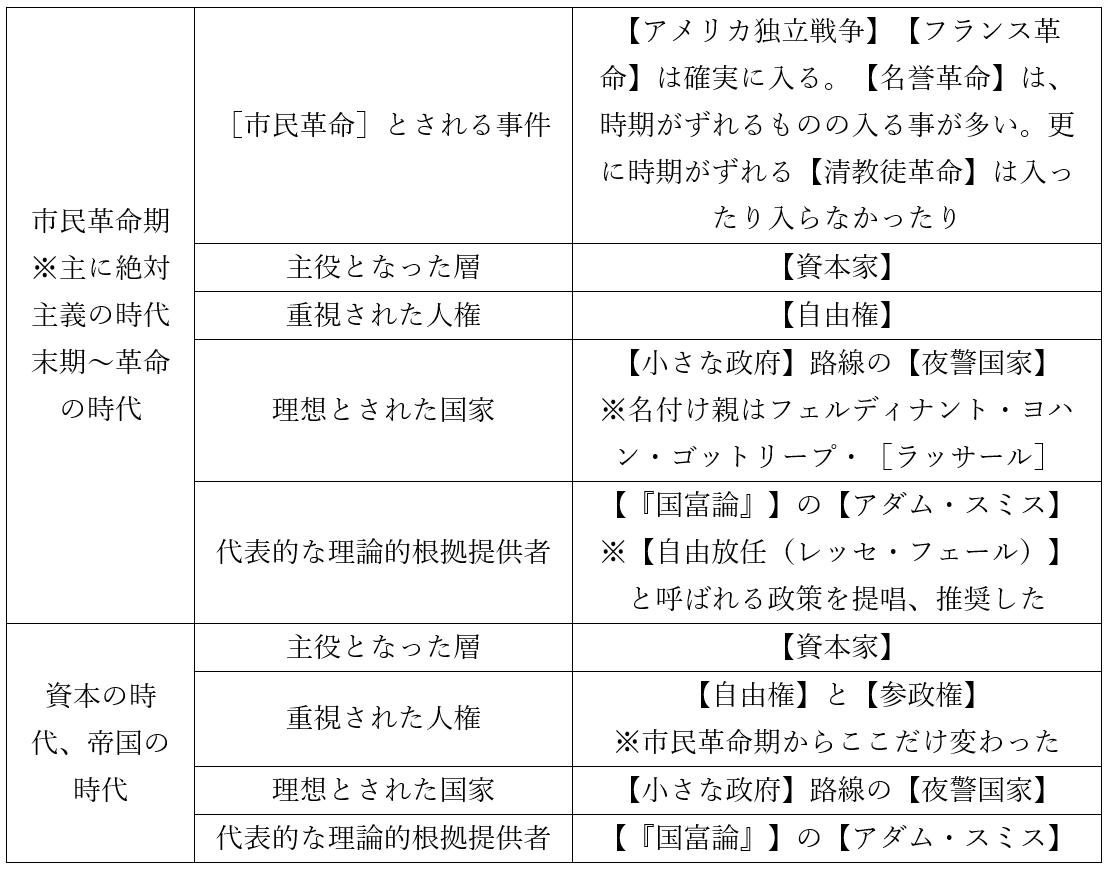 市民革命期
※主に絶対
主義の時代
末期～革命
の時代
［市民革命］とされる事件
【アメリカ独立戦争】【フランス革
命】は確実に入る。【名誉革命】は、
時期がずれるものの入る事が多い。更
に時期がずれる【清教徒革命】は入っ
たり入らなかったり
主役となった層
【資本家】
重視された人権
【自由権】
理想とされた国家
【小さな政府】路線の【夜警国家】
※名付け親はフェルディナント・ヨハ
ン・ゴットリープ・［ラッサール］
代表的な理論的根拠提供者
【『国富論』】の【アダム・スミス】
※【自由放任（レッセ・フェール）】
と呼ばれる政策を提唱、推奨した
資本の時
代、帝国の
時代
主役となった層
【資本家】
重視された人権
【自由権】と【参政権】
※市民革命期からここだけ変わった
理想とされた国家
【小さな政府】路線の【夜警国家】
代表的な理論的根拠提供者
【『国富論』】の【アダム・スミス】